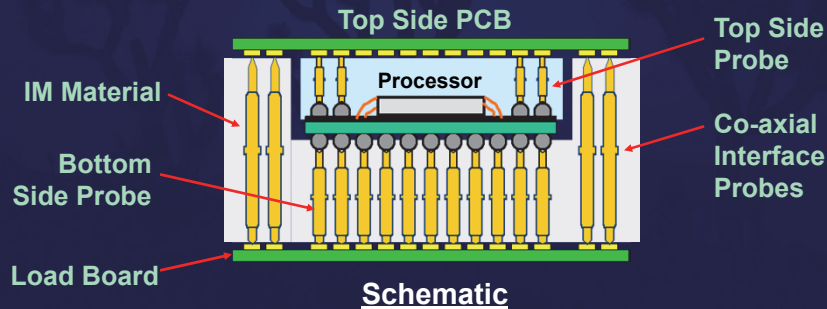 Top Side PCB
Top Side
Probe
Processor
IM Material
Co-axial
Interface
Probes
Bottom
Side Probe
Load Board
Schematic